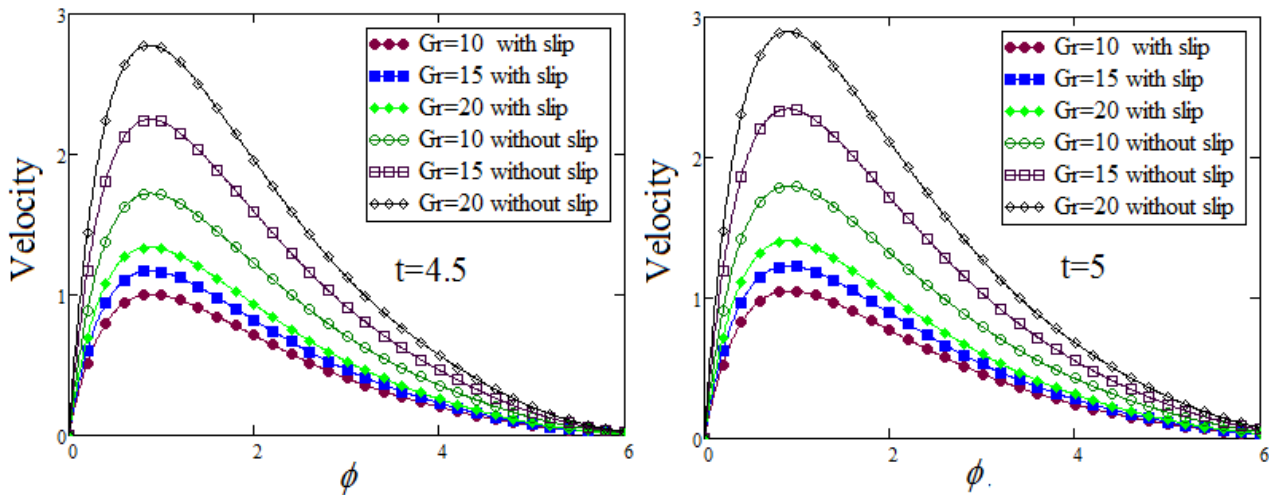 3
Gr=10 with slip
Gr=15 with slip
Gr=20 with slip
Gr=10 without slip
Gr=15 without slip
Gr=20 without slip
2
Velocity
t=4.5
1
0
0
2
4
6
ϕ
3
Gr=10 with slip
Gr=15 with slip
Gr=20 with slip
Gr=10 without slip
Gr=15 without slip
Gr=20 without slip
2
Velocity
t=5
1
0
0
2
4
6
ϕ.